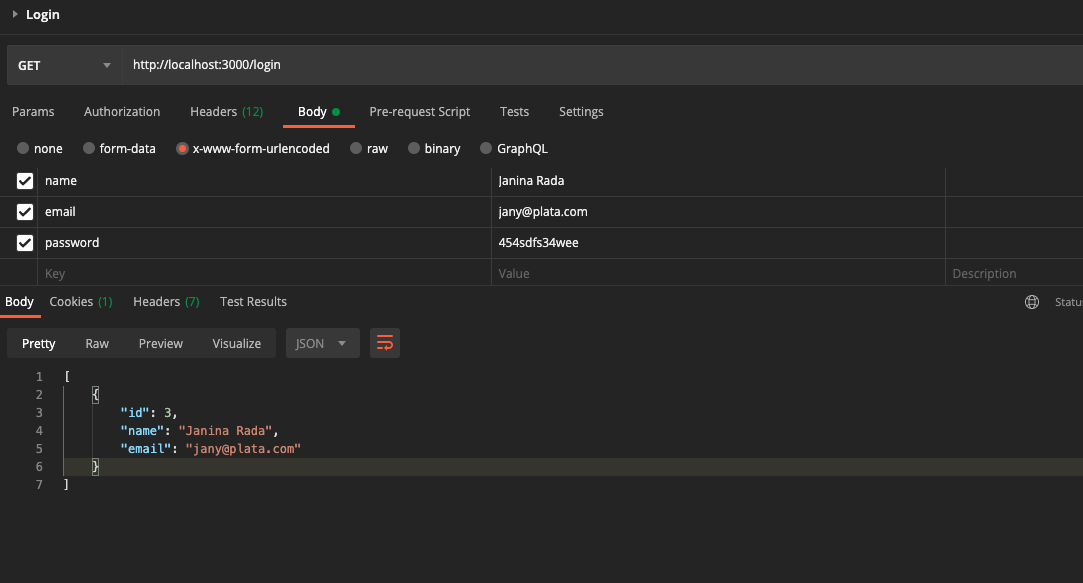 Login
GET http://localhost:3000/login
Params Authorization Headers (12) Body Pre-request Script Tests Settings
none form-data x-www-form-urlencoded raw binary GraphQL
name Janina Rada
email jany@plata.com
password 454sdfs34wee
Key Value Description
Body Cookies (1) Headers (7) Test Results Statu
Pretty Raw Preview Visualize JSON
1 [
2 {
3 "id": 3,
4 "name": "Janina Rada",
5 "email": "jany@plata.com"
6 }
7 ]